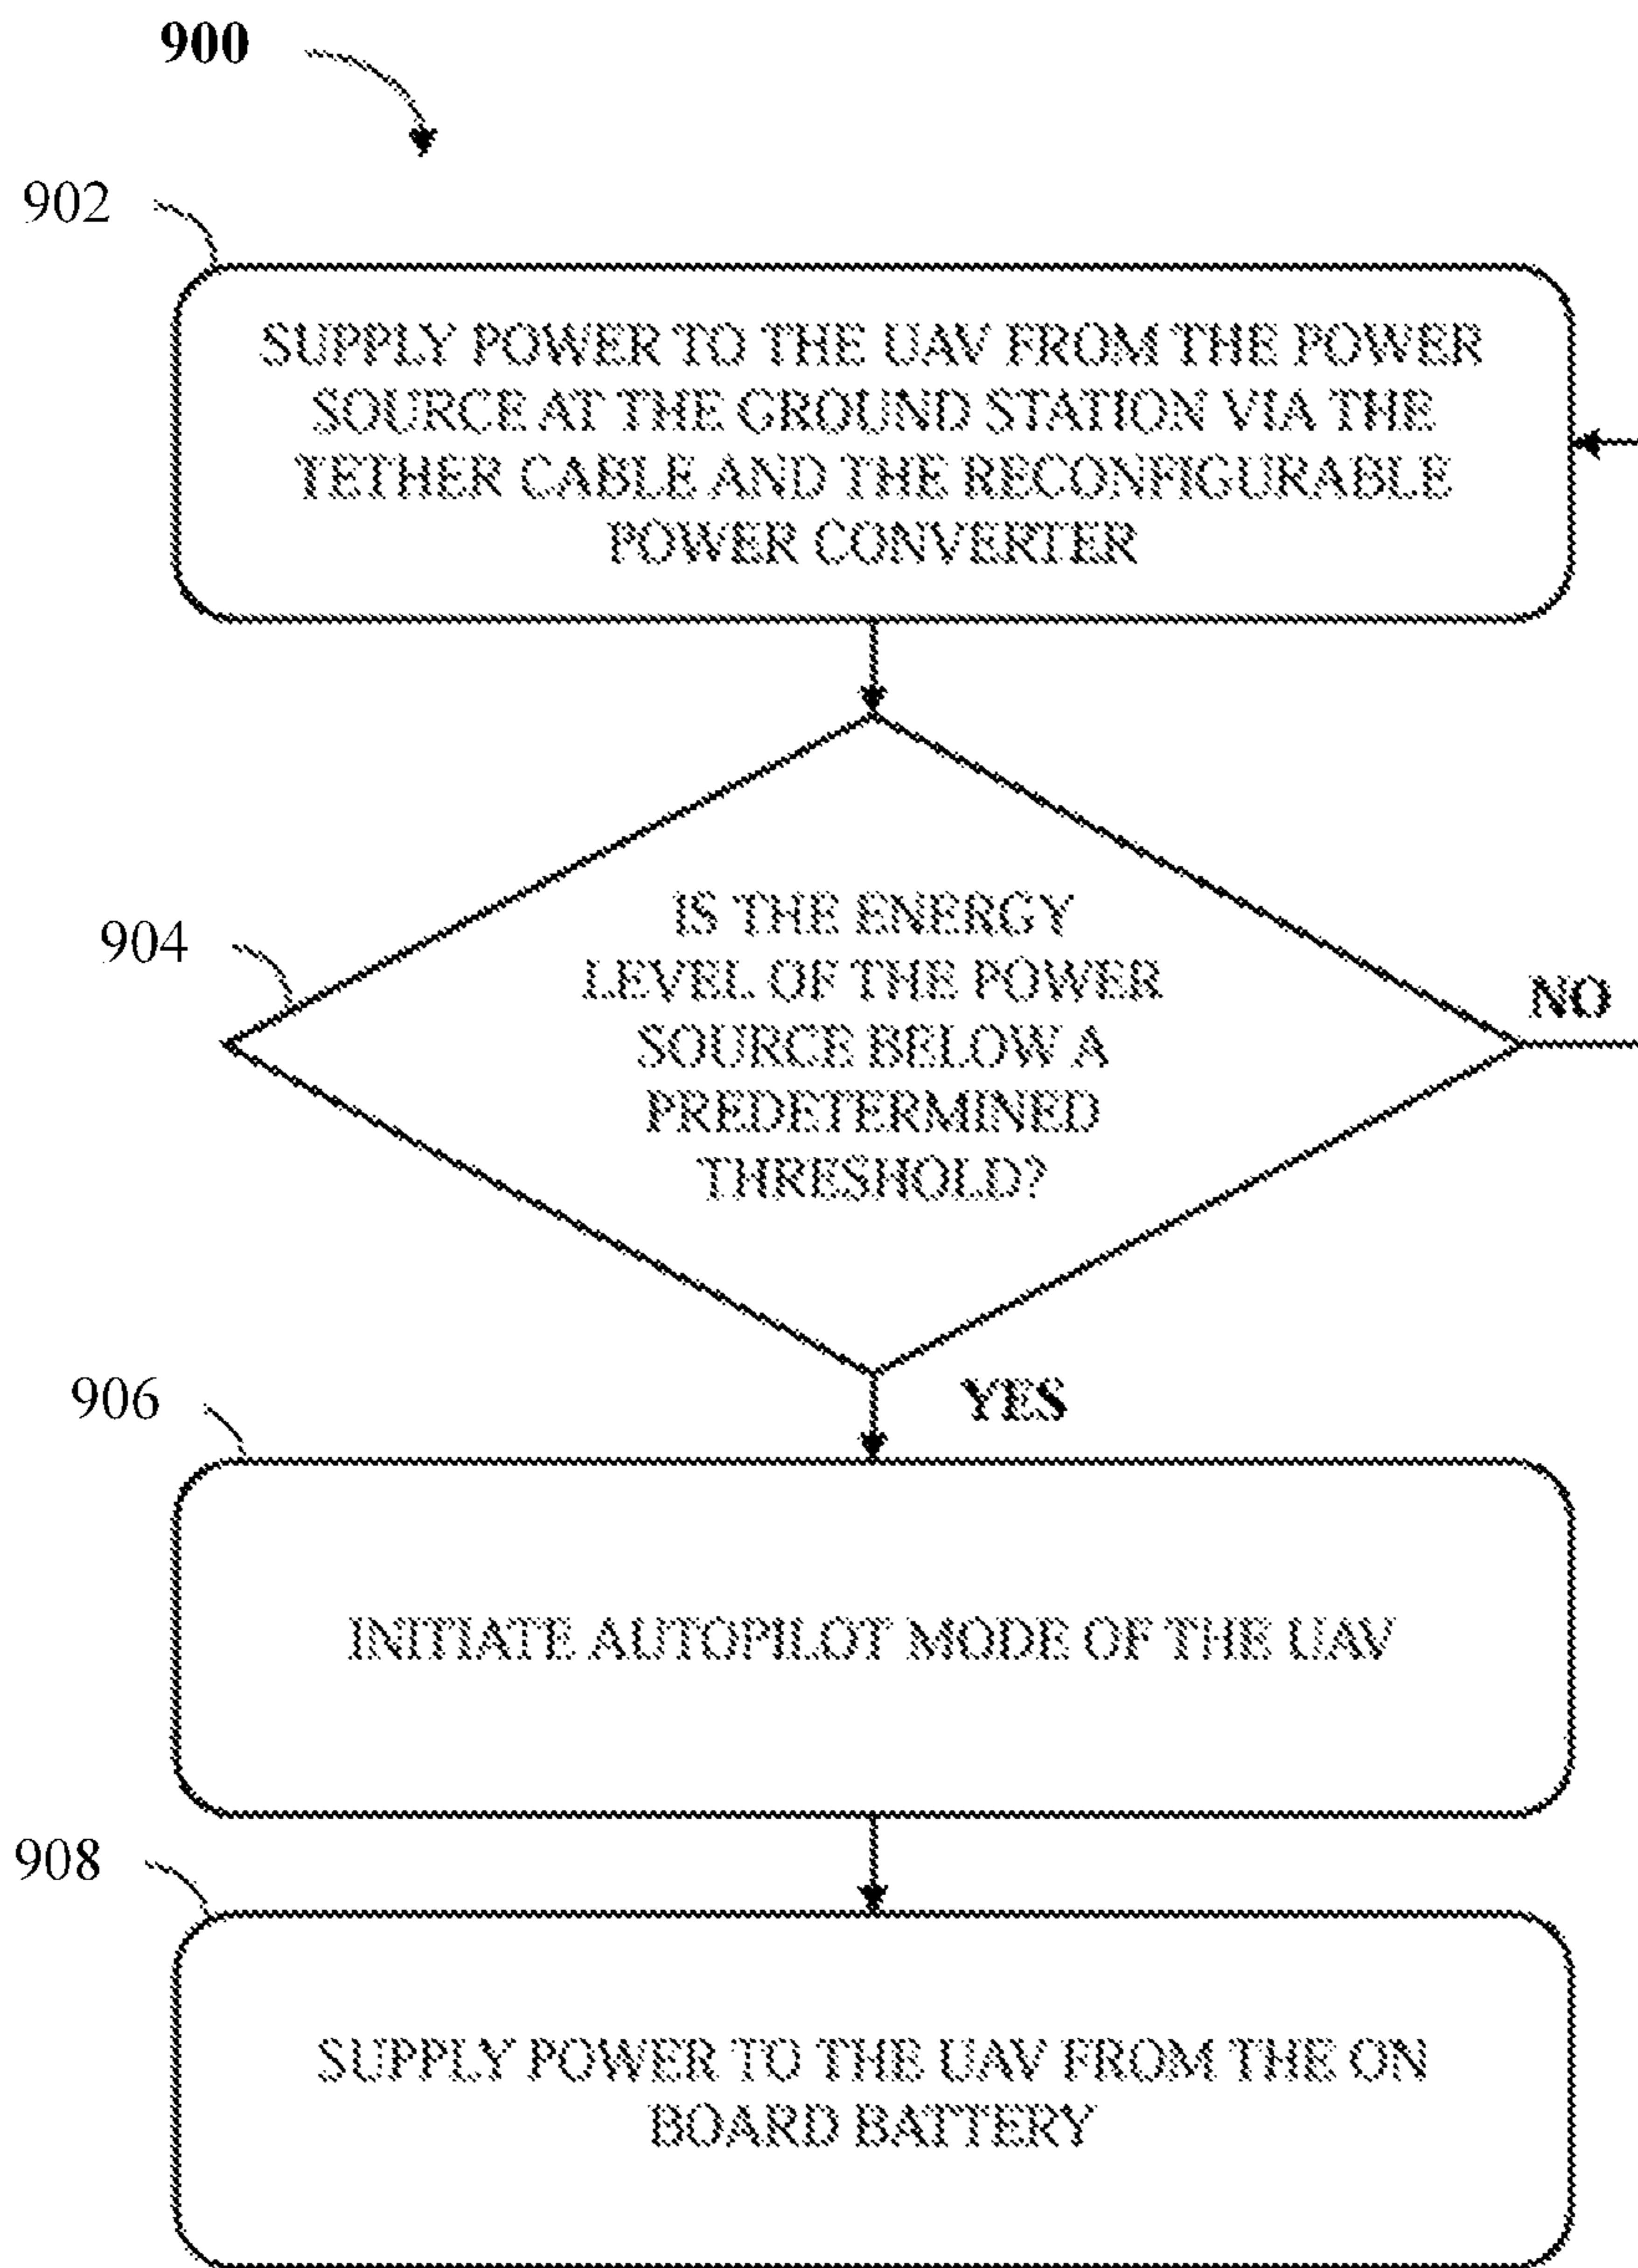 900
902
SUPPLY POWER TO THE UAV FROM THE POWER
SOURCE AT THE GROUND STATION VIA THE
TETHER CABLE AND THE RECONFIGURABLE
POWER CONVERTER
904
IS THE ENERGY
LEVEL OF THE POWER
SOURCE BELOW A
PREDETERMINED
THRESHOLD?
NO
YES
906
INITIATE AUTOPILOT MODE OF THE UAV
908
SUPPLY POWER TO THE UAV FROM THE ON
BOARD BATTERY